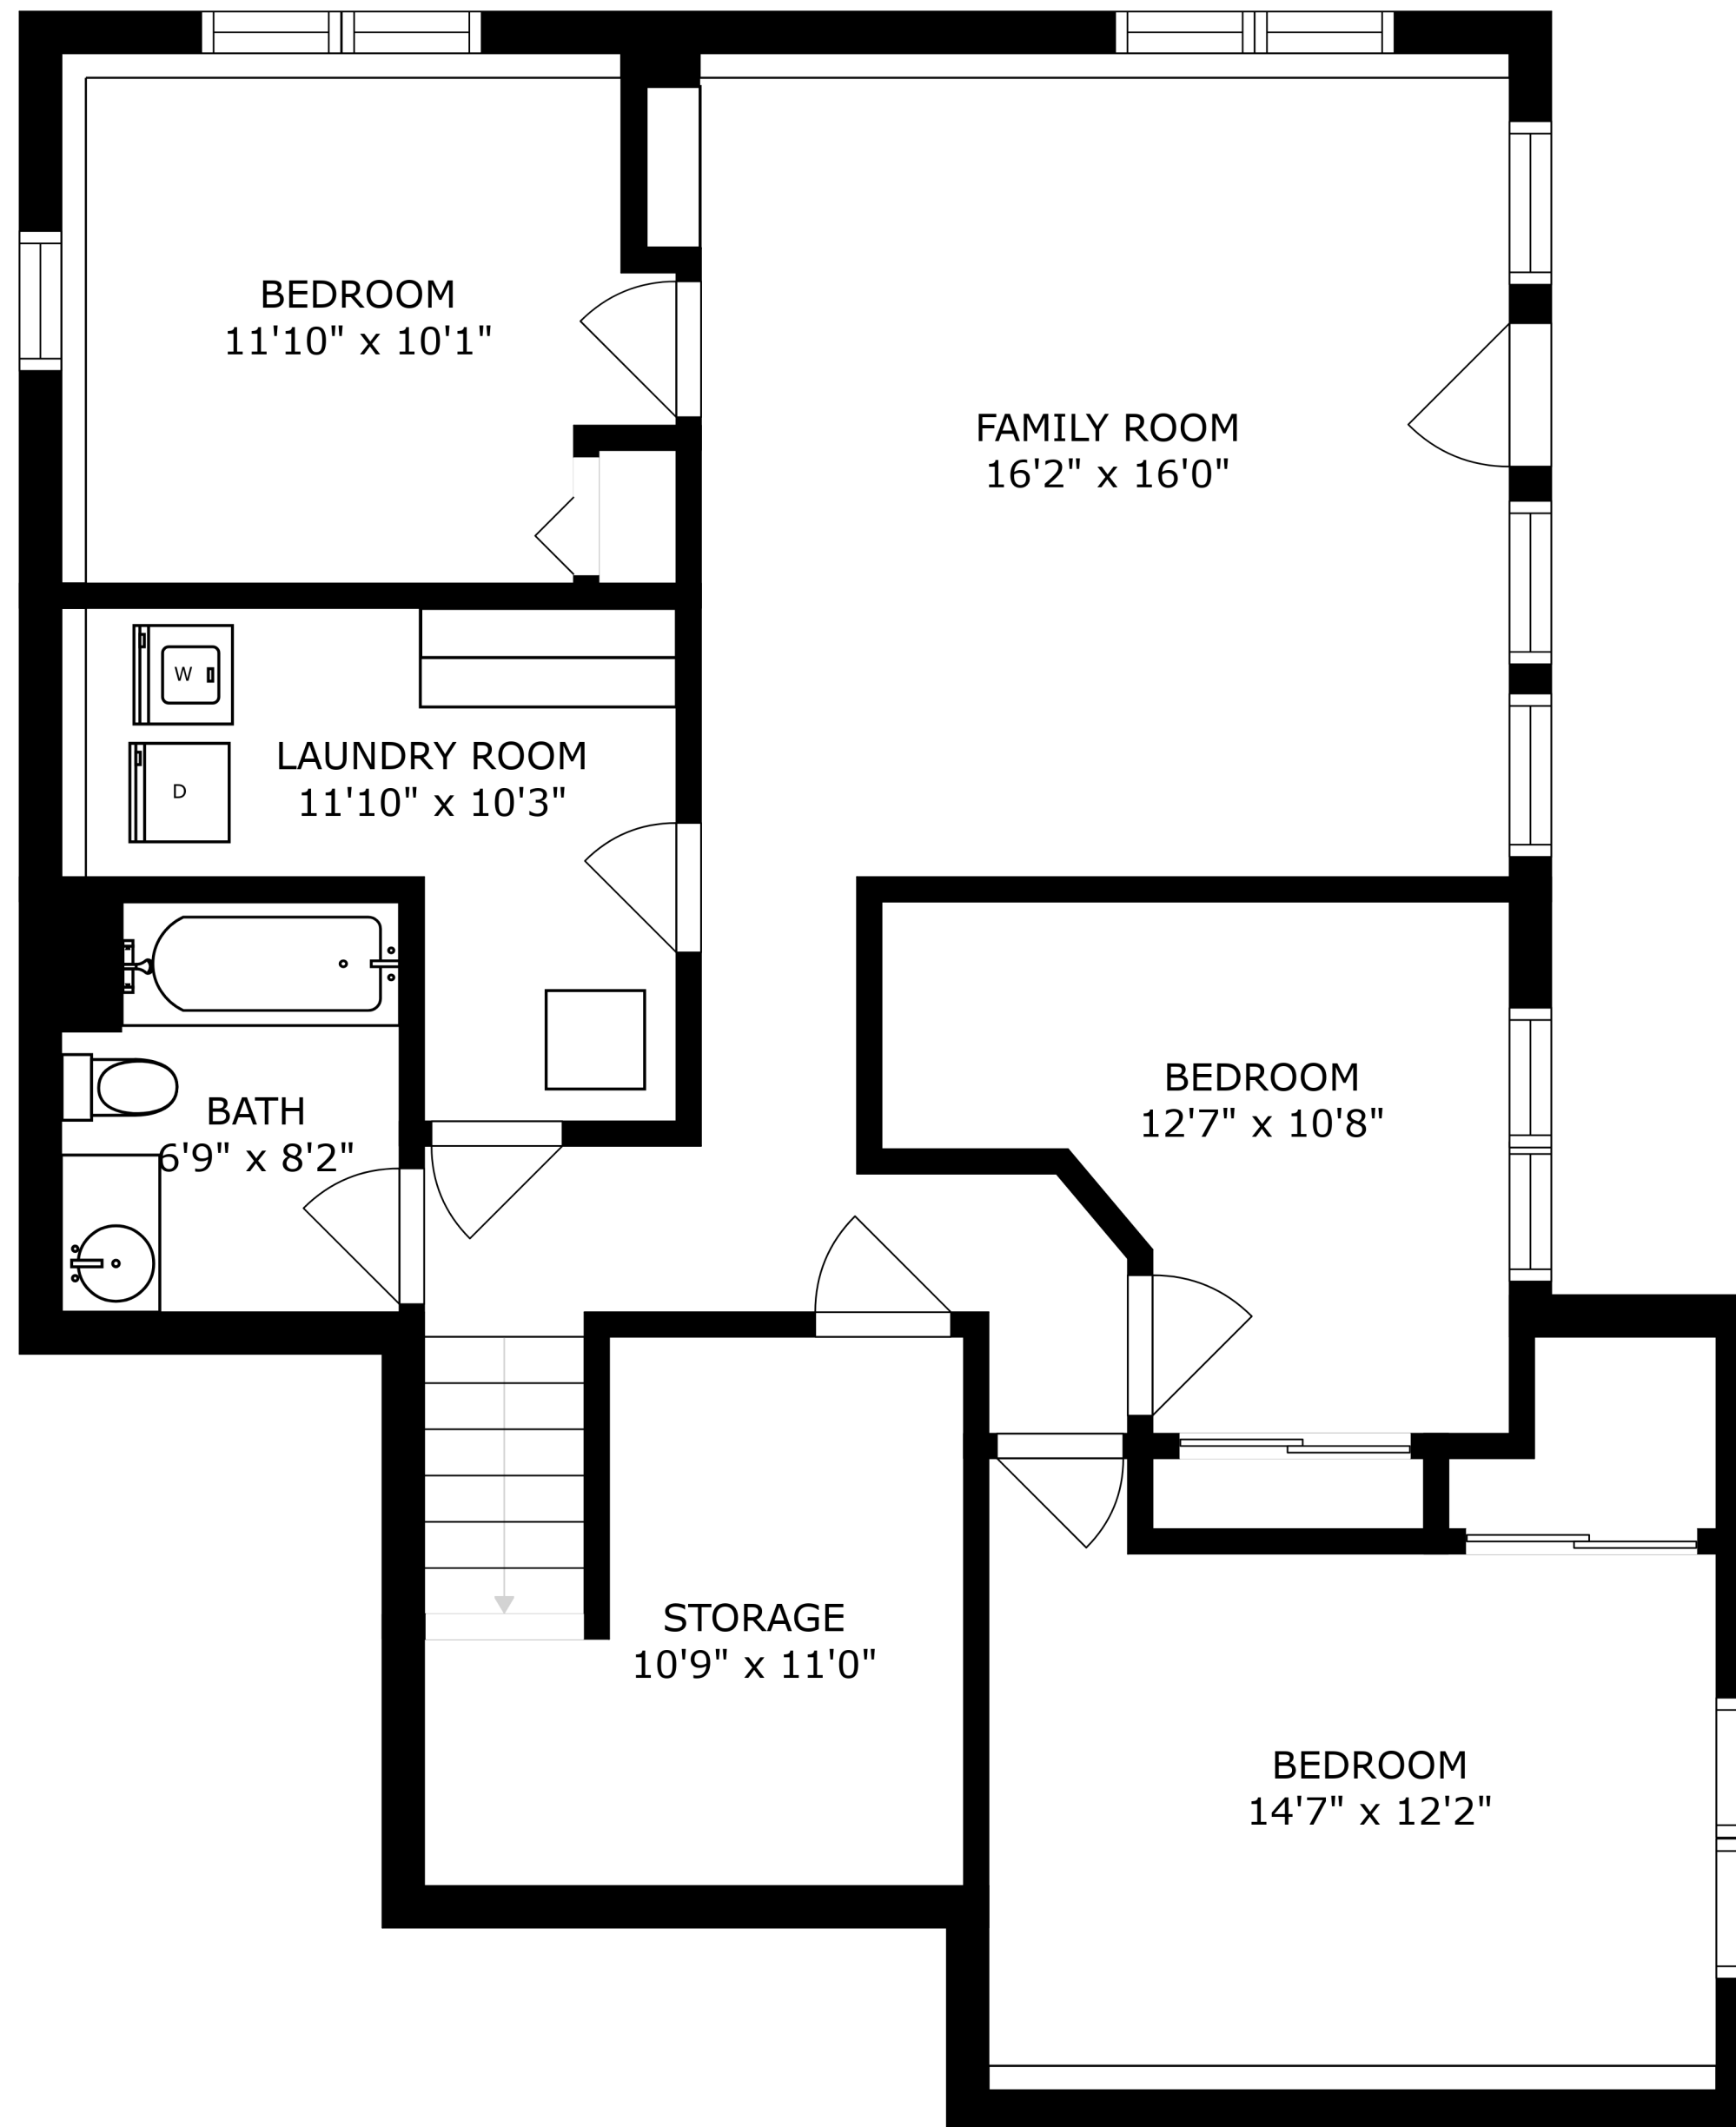 BEDROOM
11'10" x 10'1"
FAMILY ROOM
16'2" x 16'0"
W
LAUNDRY ROOM
11'10" x 10'3"
D
BEDROOM
12'7" x 10'8"
BATH
6'9" x 8'2"
STORAGE
10'9" x 11'0"
BEDROOM
14'7" x 12'2"